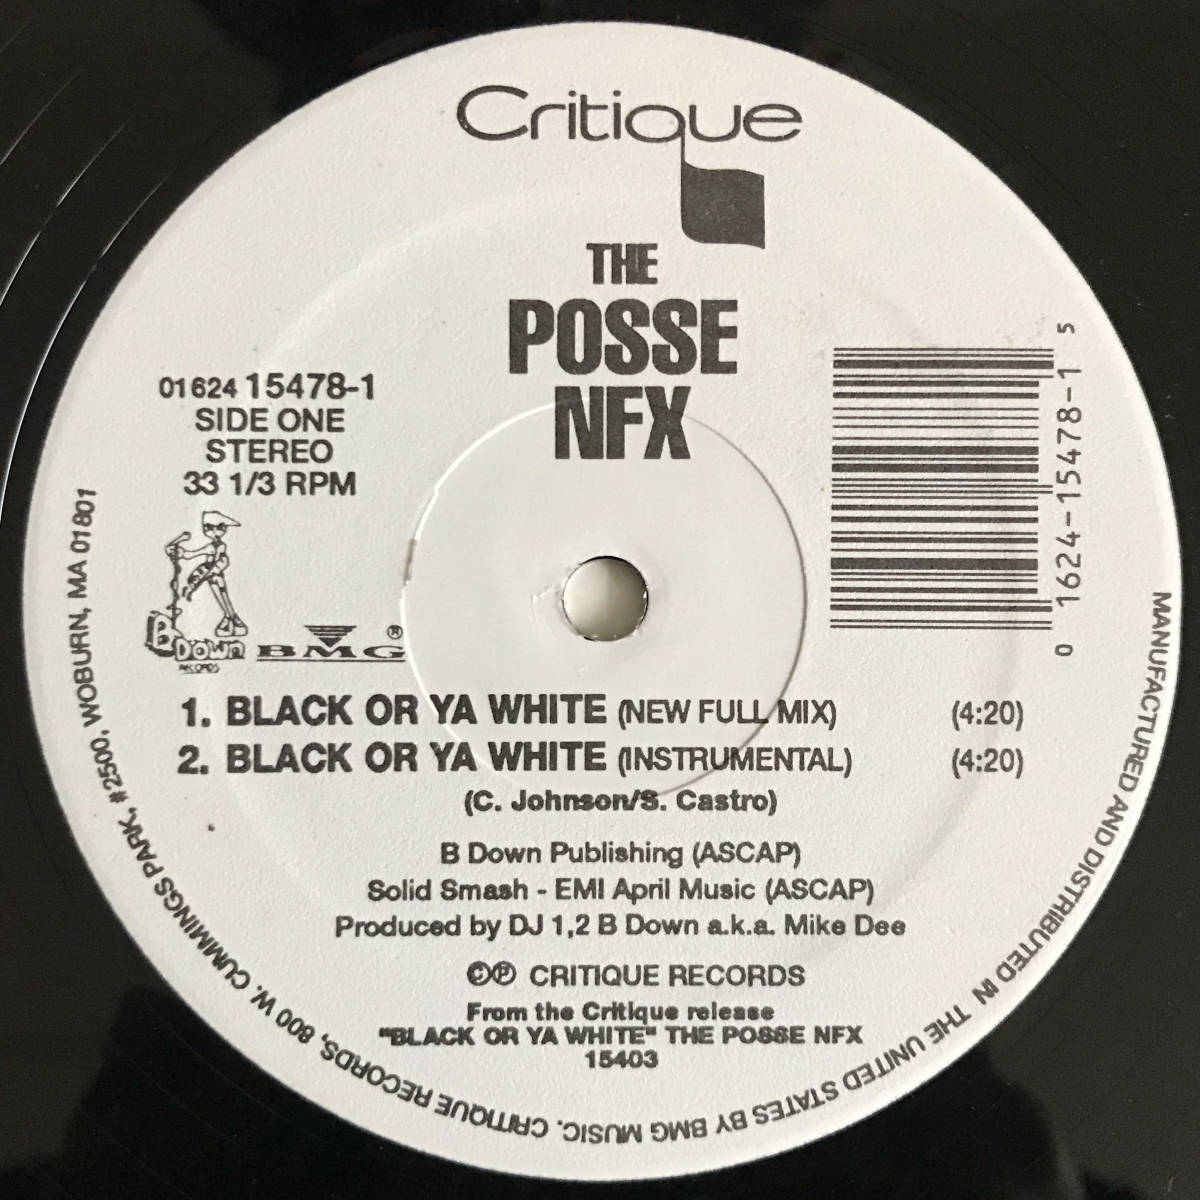 Critique
THE
POSSE
NFX
01624 15478-1
SIDE ONE
STEREO
33 1/3 RPM
B DOWN
RECORDS
BMG®
0 1624-15478-1 5
1. BLACK OR YA WHITE (NEW FULL MIX) (4:20)
2. BLACK OR YA WHITE (INSTRUMENTAL) (4:20)
(C. Johnson/S. Castro)
B Down Publishing (ASCAP)
Solid Smash - EMI April Music (ASCAP)
Produced by DJ 1,2 B Down a.k.a. Mike Dee
©℗ CRITIQUE RECORDS
From the Critique release
"BLACK OR YA WHITE" THE POSSE NFX
15403
MANUFACTURED AND DISTRIBUTED IN THE UNITED STATES BY BMG MUSIC. CRITIQUE RECORDS, 800 W. CUMMINGS PARK, #2500, WOBURN, MA 01801